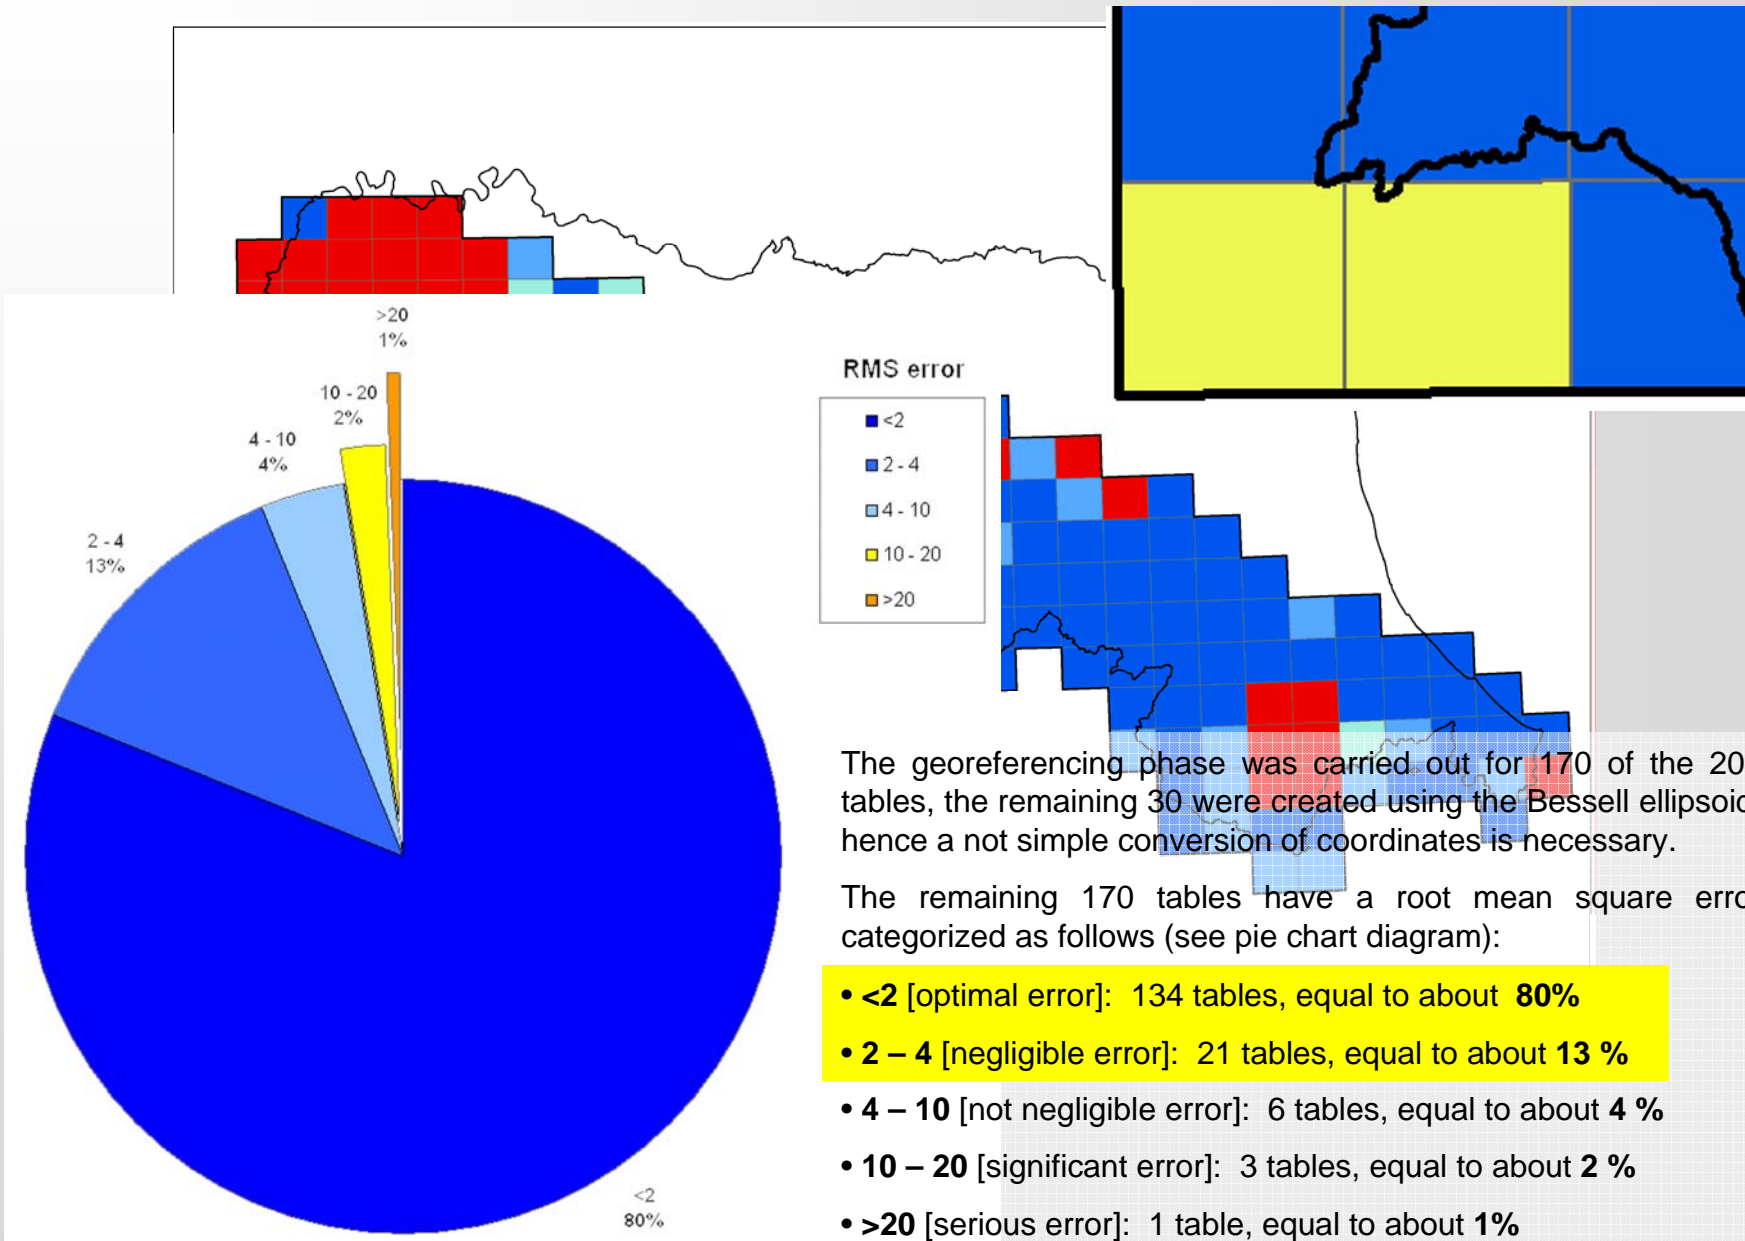 >20
1%
10 - 20
2%
4 - 10
4%
2 - 4
13%
<2
80%
RMS error
<2
2 - 4
4 - 10
10 - 20
>20
The georeferencing phase was carried out for 170 of the 20
tables, the remaining 30 were created using the Bessell ellipsoid
hence a not simple conversion of coordinates is necessary.
The remaining 170 tables have a root mean square erro
categorized as follows (see pie chart diagram):
• <2 [optimal error]: 134 tables, equal to about 80%
• 2 – 4 [negligible error]: 21 tables, equal to about 13 %
• 4 – 10 [not negligible error]: 6 tables, equal to about 4 %
• 10 – 20 [significant error]: 3 tables, equal to about 2 %
• >20 [serious error]: 1 table, equal to about 1%